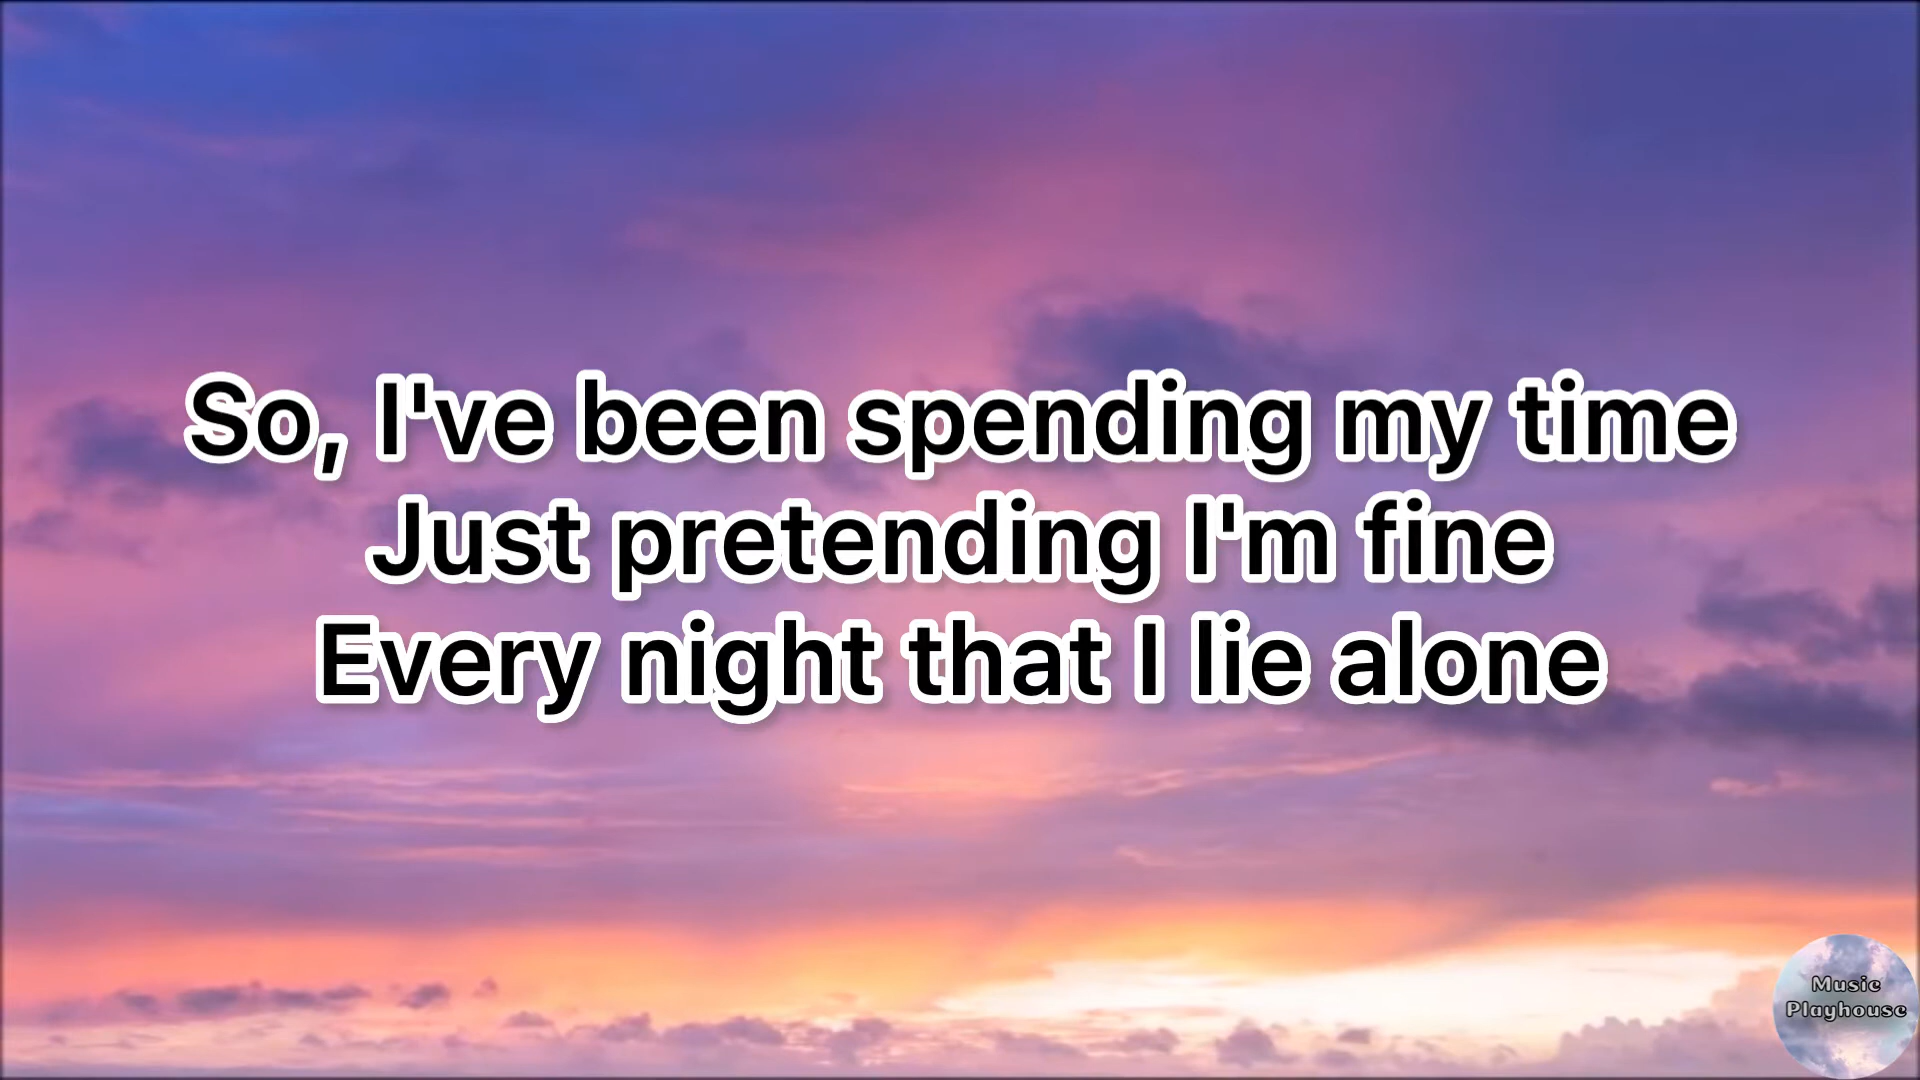 So, I've been spending my time
Just pretending I'm fine
Every night that I lie alone
Music
Playhouse